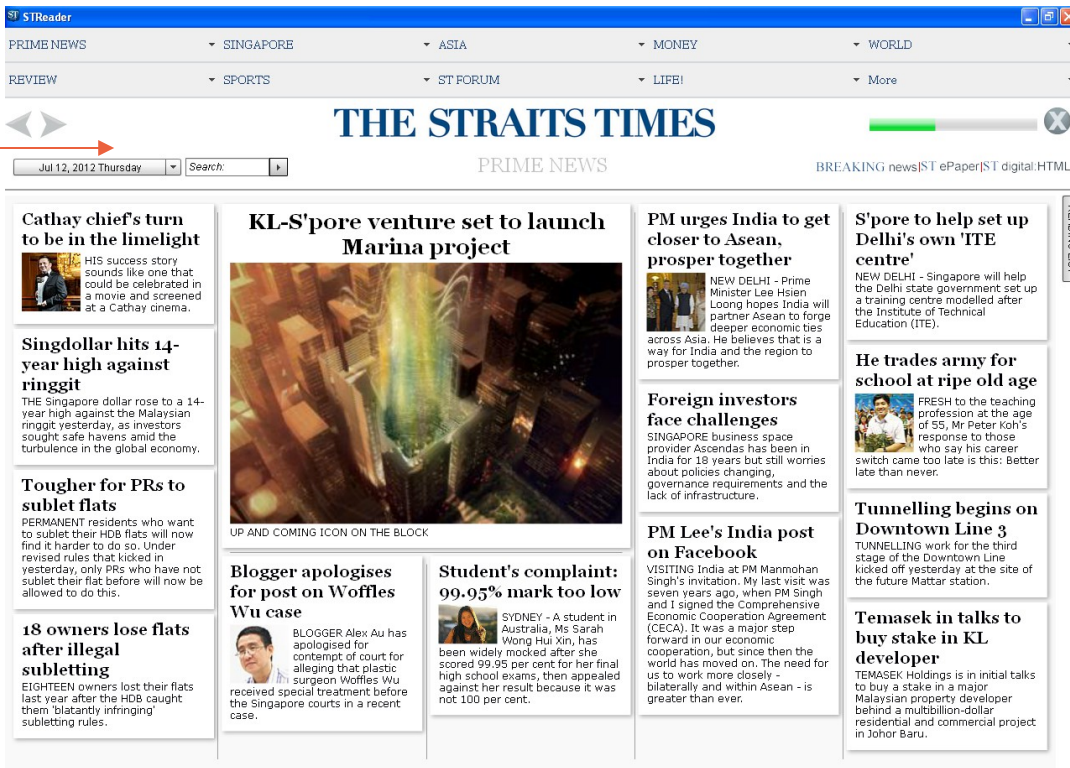 STReader
PRIME NEWS
SINGAPORE
ASIA
MONEY
WORLD
REVIEW
SPORTS
ST FORUM
LIFE!
More
THE STRAITS TIMES
Jul 12, 2012 Thursday
Search:
PRIME NEWS
BREAKING news|ST ePaper|ST digital:HTML
Cathay chief's turn
to be in the limelight
HIS success story
sounds like one that
could be celebrated in
a movie and screened
at a Cathay cinema.
Singdollar hits 14-
year high against
ringgit
THE Singapore dollar rose to a 14-
year high against the Malaysian
ringgit yesterday, as investors
sought safe havens amid the
turbulence in the global economy.
Tougher for PRs to
sublet flats
PERMANENT residents who want
to sublet their HDB flats will now
find it harder to do so. Under
revised rules that kicked in
yesterday, only PRs who have not
sublet their flat before will now be
allowed to do this.
18 owners lose flats
after illegal
subletting
EIGHTEEN owners lost their flats
last year after the HDB caught
them 'blatantly infringing'
subletting rules.
KL-S'pore venture set to launch
Marina project
UP AND COMING ICON ON THE BLOCK
Blogger apologises
for post on Woffles
Wu case
BLOGGER Alex Au has
apologised for
contempt of court for
alleging that plastic
surgeon Woffles Wu
received special treatment before
the Singapore courts in a recent
case.
Student's complaint:
99.95% mark too low
SYDNEY - A student in
Australia, Ms Sarah
Wong Hui Xin, has
been widely mocked after she
scored 99.95 per cent for her final
high school exams, then appealed
against her result because it was
not 100 per cent.
PM urges India to get
closer to Asean,
prosper together
NEW DELHI - Prime
Minister Lee Hsien
Loong hopes India will
partner Asean to forge
deeper economic ties
across Asia. He believes that is a
way for India and the region to
prosper together.
Foreign investors
face challenges
SINGAPORE business space
provider Ascendas has been in
India for 18 years but still worries
about policies changing,
governance requirements and the
lack of infrastructure.
PM Lee's India post
on Facebook
VISITING India at PM Manmohan
Singh's invitation. My last visit was
seven years ago, when PM Singh
and I signed the Comprehensive
Economic Cooperation Agreement
(CECA). It was a major step
forward in our economic
cooperation, but since then the
world has moved on. The need for
us to work more closely -
bilaterally and within Asean - is
greater than ever.
S'pore to help set up
Delhi's own 'ITE
centre'
NEW DELHI - Singapore will help
the Delhi state government set up
a training centre modelled after
the Institute of Technical
Education (ITE).
He trades army for
school at ripe old age
FRESH to the teaching
profession at the age
of 55, Mr Peter Koh's
response to those
who say his career
switch came too late is this: Better
late than never.
Tunnelling begins on
Downtown Line 3
TUNNELLING work for the third
stage of the Downtown Line
kicked off yesterday at the site of
the future Mattar station.
Temasek in talks to
buy stake in KL
developer
TEMASEK Holdings is in initial talks
to buy a stake in a major
Malaysian property developer
behind a multibillion-dollar
residential and commercial project
in Johor Baru.